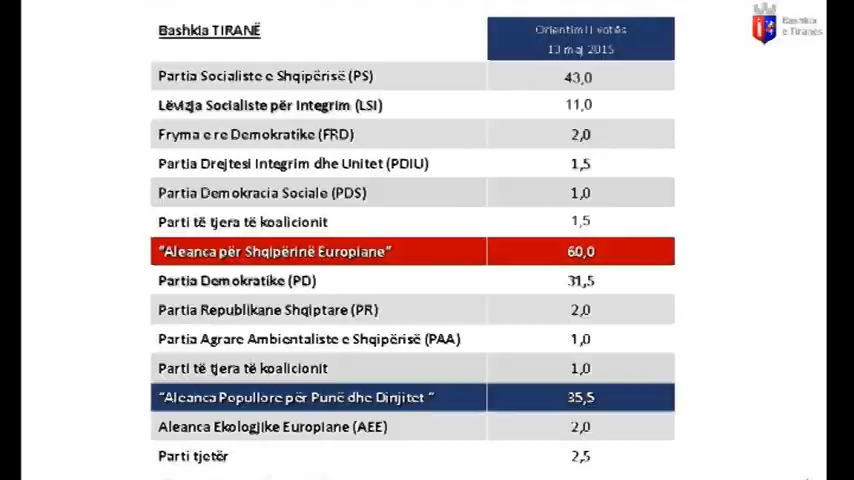 Bashkia TIRANË
Orientimi i votës
10 maj 2015
Bashkia
e Tiranës
Partia Socialiste e Shqipërisë (PS) 43,0
Lëvizja Socialiste për Integrim (LSI) 11,0
Fryma e re Demokratike (FRD) 2,0
Partia Drejtesi Integrim dhe Unitet (PDIU) 1,5
Partia Demokracia Sociale (PDS) 1,0
Parti të tjera të koalicionit 1,5
"Aleanca për Shqipërinë Europiane" 60,0
Partia Demokratike (PD) 31,5
Partia Republikane Shqiptare (PR) 2,0
Partia Agrare Ambientaliste e Shqipërisë (PAA) 1,0
Parti të tjera të koalicionit 1,0
"Aleanca Popullore për Punë dhe Dinjitet " 35,5
Aleanca Ekologjike Europiane (AEE) 2,0
Parti tjetër 2,5